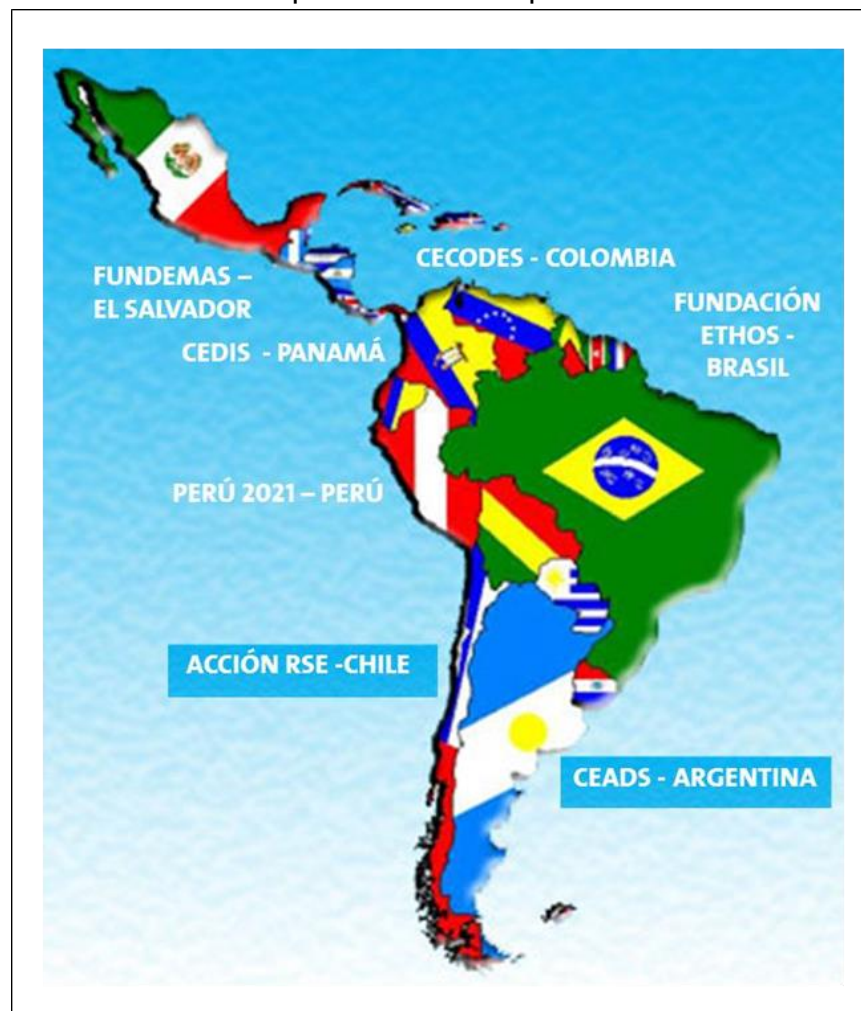 CECODES - COLOMBIA
FUNDEMAS –
EL SALVADOR
FUNDACIÓN
ETHOS -
BRASIL
CEDIS - PANAMÁ
PERÚ 2021 – PERÚ
ACCIÓN RSE -CHILE
CEADS - ARGENTINA